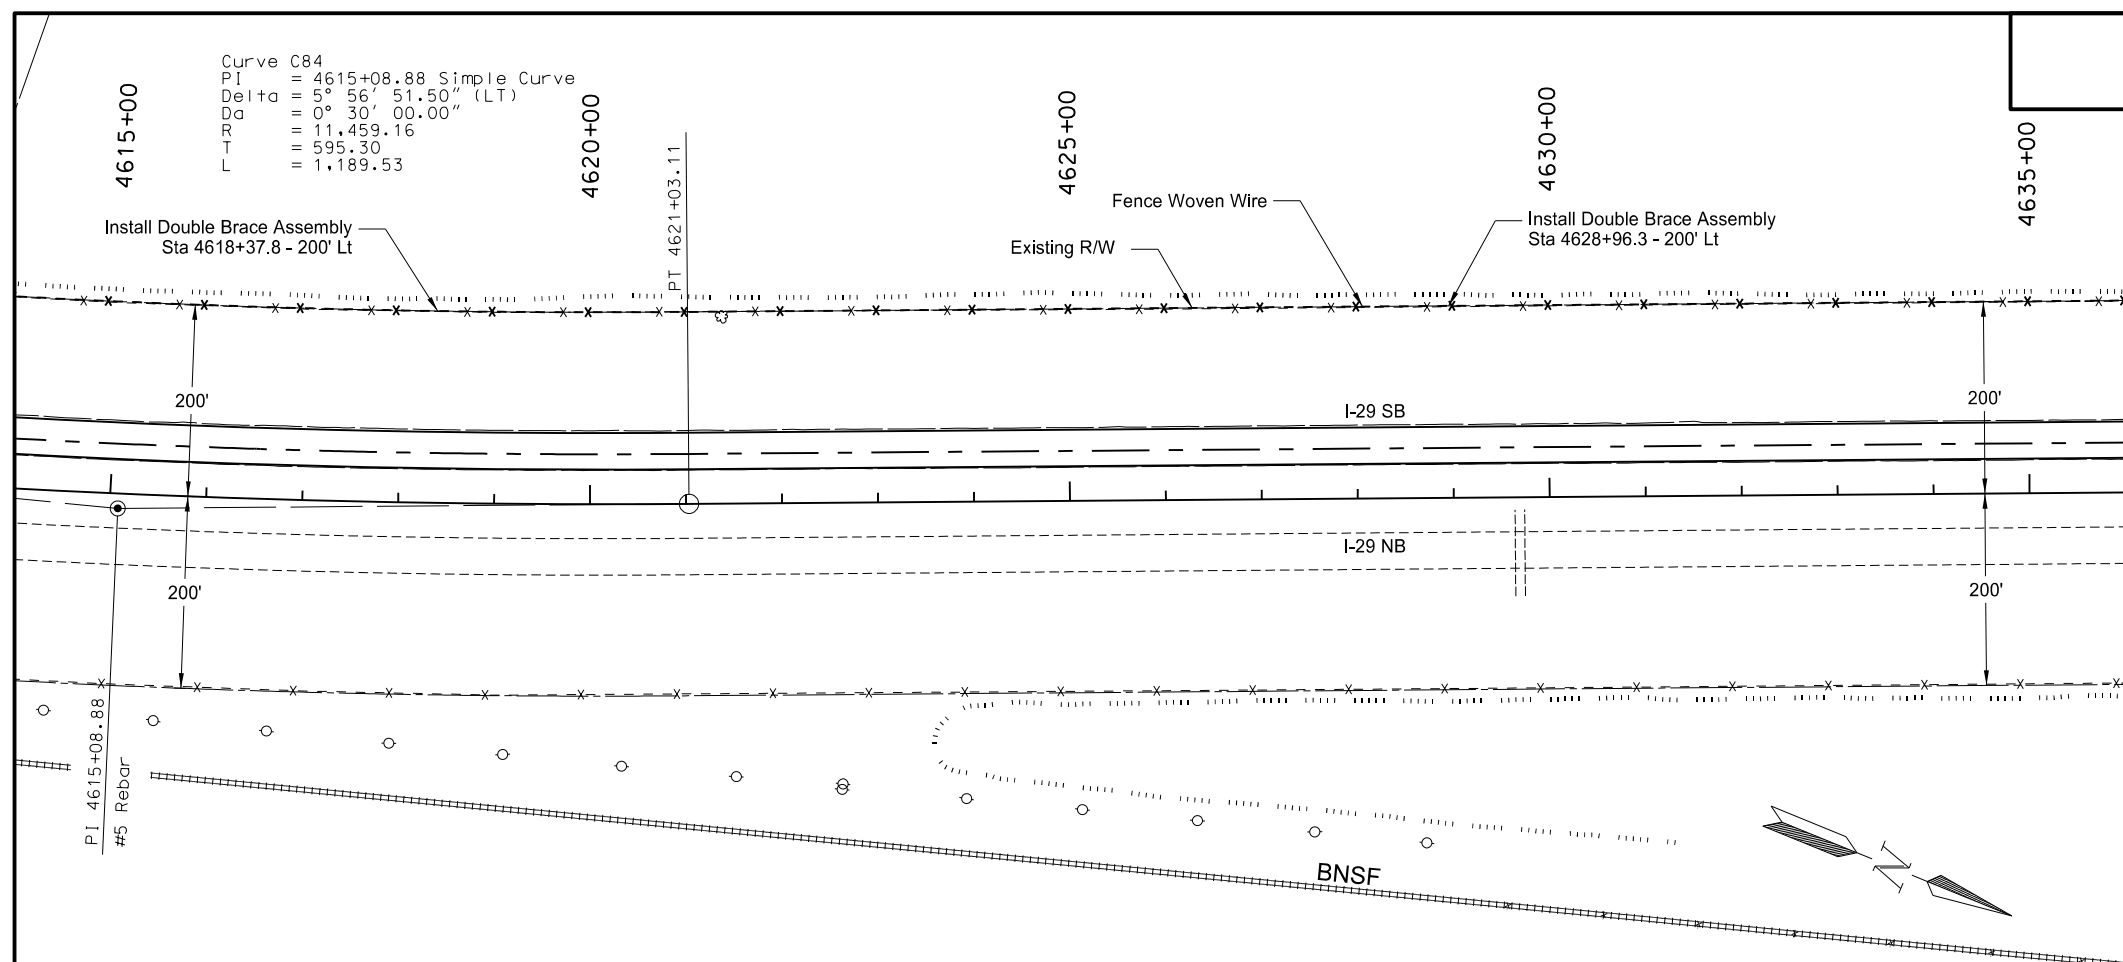 Curve C84
PI = 4615+08.88 Simple Curve
Delta = 5° 56' 51.50" (LT)
Da = 0° 30' 00.00"
R = 11,459.16
T = 595.30
L = 1,189.53
4615+00
4620+00
4625+00
4630+00
4635+00
PT 4621+03.11
Install Double Brace Assembly
Sta 4618+37.8 - 200' Lt
Existing R/W
Fence Woven Wire
Install Double Brace Assembly
Sta 4628+96.3 - 200' Lt
200'
200'
I-29 SB
I-29 NB
200'
200'
PI 4615+08.88
#5 Rebar
BNSF
N